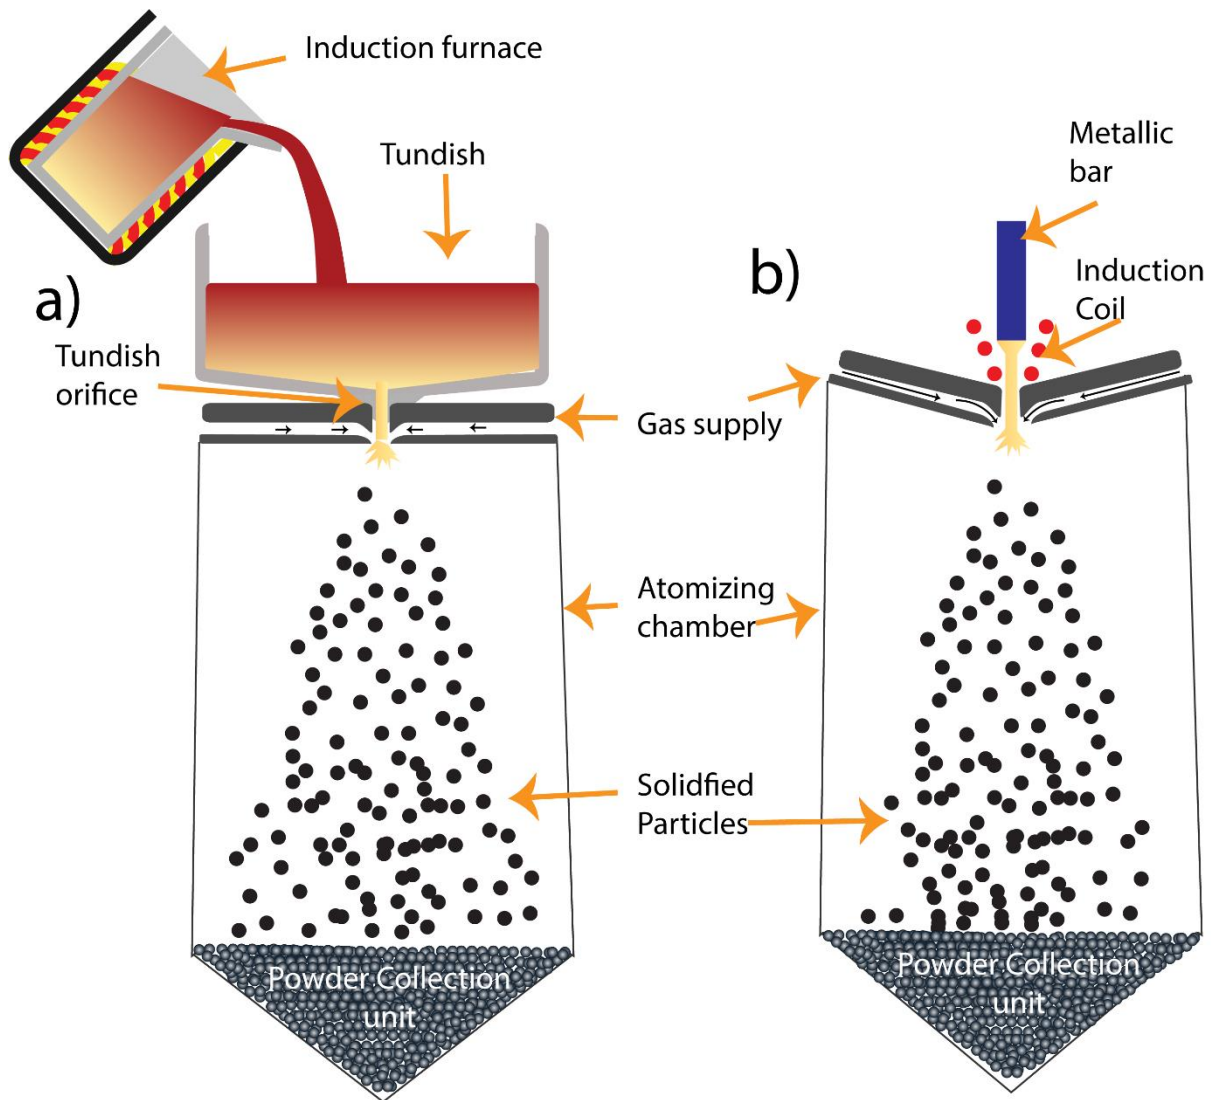 Induction furnace
Tundish
Metallic
bar
a)
b)
Induction
Coil
Tundish
orifice
Gas supply
Atomizing
chamber
Solidfied
Particles
Powder Collection
unit
Powder Collection
unit